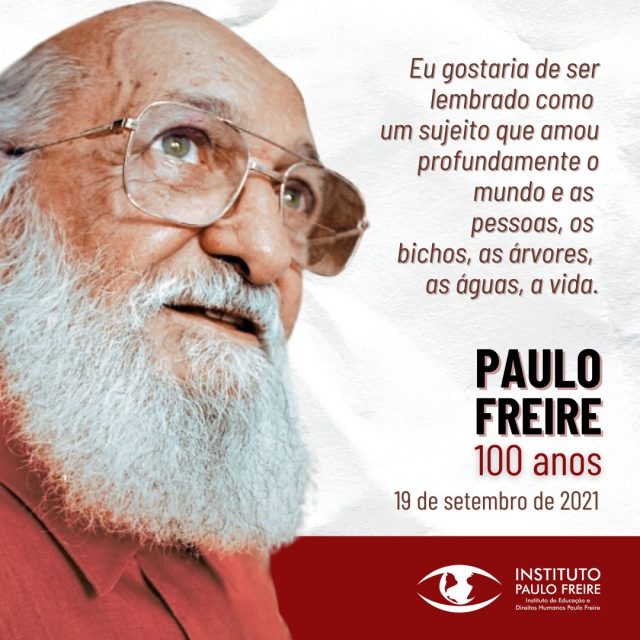 Eu gostaria de ser
lembrado como
um sujeito que amou
profundamente o
mundo e as
pessoas, os
bichos, as árvores,
as águas, a vida.
PAULO
FREIRE
100 anos
19 de setembro de 2021
INSTITUTO
PAULO FREIRE
Instituto de Educação e
Direitos Humanos Paulo Freire